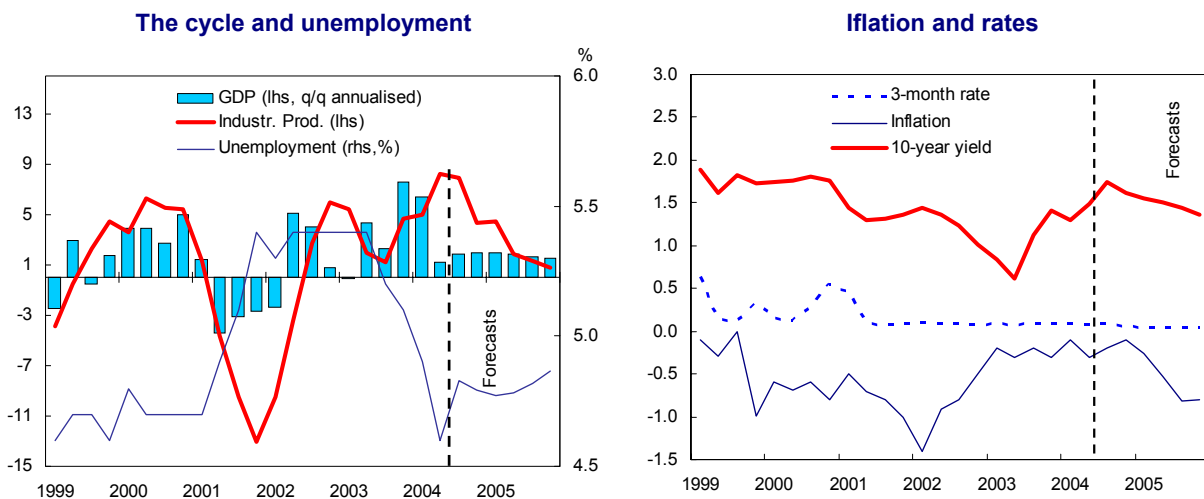 The cycle and unemployment
%
6.0
13
9
5
1
-3
-7
-11
-15
GDP (lhs, q/q annualised)
Industr. Prod. (lhs)
Unemployment (rhs,%)
5.5
5.0
4.5
Forecasts
1999 2000 2001 2002 2003 2004 2005
Iflation and rates
3.0
2.5
2.0
1.5
1.0
0.5
0.0
-0.5
-1.0
-1.5
3-month rate
Inflation
10-year yield
Forecasts
1999 2000 2001 2002 2003 2004 2005